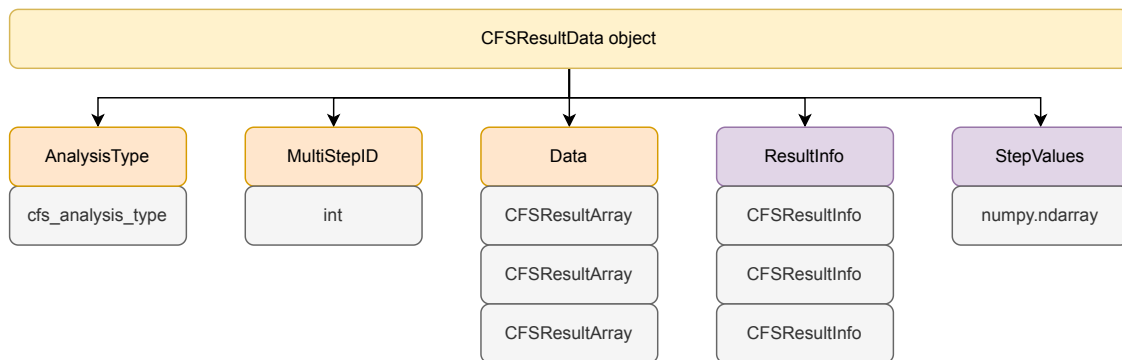 CFSResultData object
AnalysisType
MultiStepID
Data
ResultInfo
StepValues
cfs_analysis_type
int
CFSResultArray
CFSResultInfo
numpy.ndarray
CFSResultArray
CFSResultInfo
CFSResultArray
CFSResultInfo